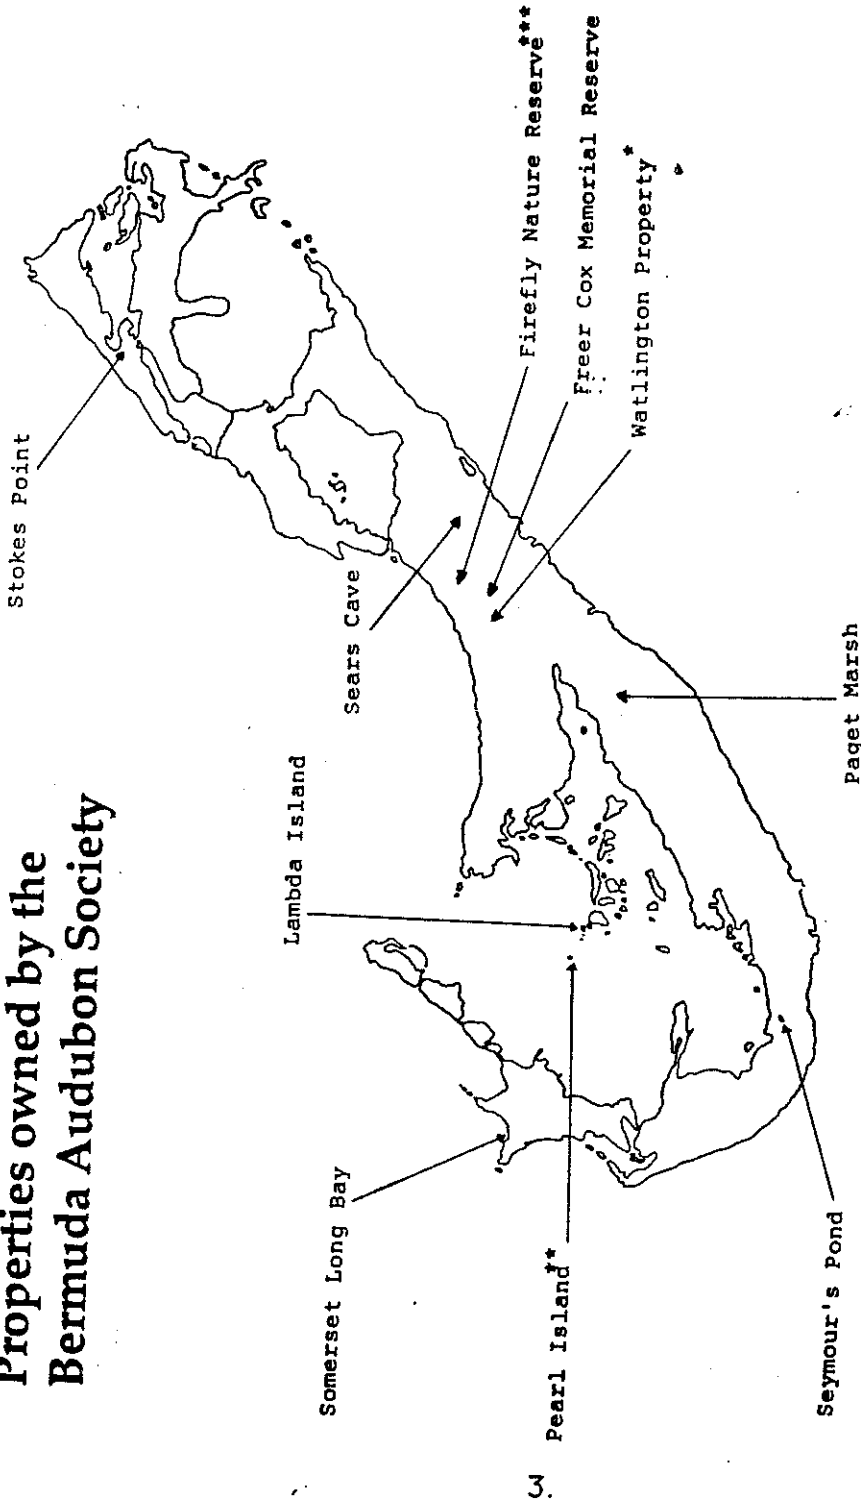 Properties owned by the
Bermuda Audubon Society
Stokes Point
Sears Cave
Lambda Island
Somerset Long Bay
Pearl Island**
Seymour's Pond
Paget Marsh
Watlington Property*
Freer Cox Memorial Reserve
Firefly Nature Reserve***
3.